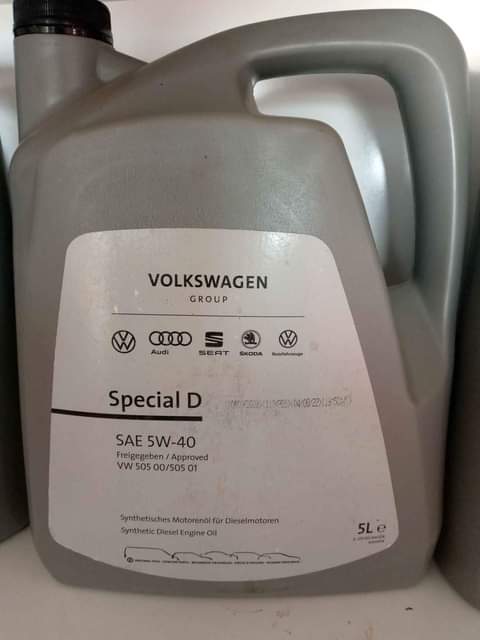 VOLKSWAGEN
GROUP
Audi SEAT ŠKODA Nutzfahrzeuge
Special D
SAE 5W-40
Freigegeben / Approved
VW 505 00/505 01
Synthetisches Motorenöl für Dieselmotoren
Synthetic Diesel Engine Oil
5L e